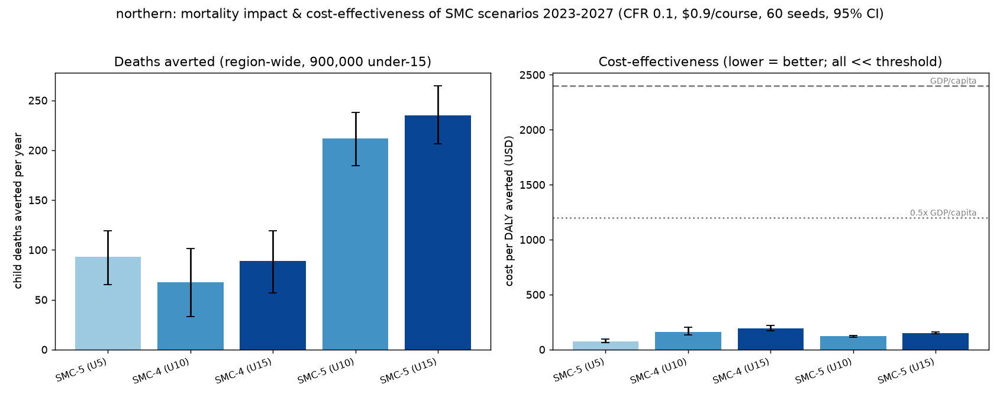 northern: mortality impact & cost-effectiveness of SMC scenarios 2023-2027 (CFR 0.1, $0.9/course, 60 seeds, 95% CI)
Deaths averted (region-wide, 900,000 under-15)
child deaths averted per year
250
200
150
100
50
0
SMC-5 (U5)
SMC-4 (U10)
SMC-4 (U15)
SMC-5 (U10)
SMC-5 (U15)
Cost-effectiveness (lower = better; all << threshold)
cost per DALY averted (USD)
2500
2000
1500
1000
500
0
GDP/capita
0.5x GDP/capita
SMC-5 (U5)
SMC-4 (U10)
SMC-4 (U15)
SMC-5 (U10)
SMC-5 (U15)